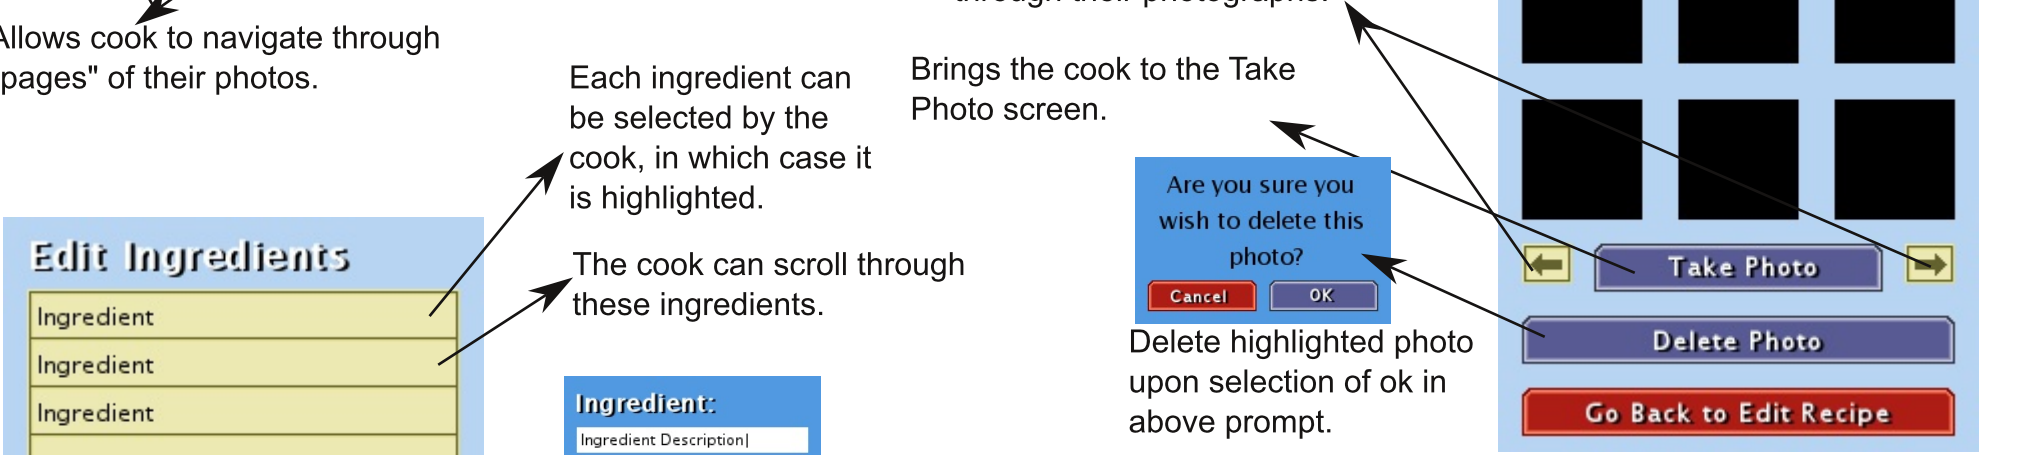 Allows cook to navigate through
pages" of their photos.
Each ingredient can
be selected by the
cook, in which case it
is highlighted.
The cook can scroll through
these ingredients.
Edit Ingredients
Ingredient
Ingredient
Ingredient
Ingredient:
Ingredient Description|
through their photographs.
Brings the cook to the Take
Photo screen.
Are you sure you
wish to delete this
photo?
Cancel
OK
Delete highlighted photo
upon selection of ok in
above prompt.
Take Photo
Delete Photo
Go Back to Edit Recipe